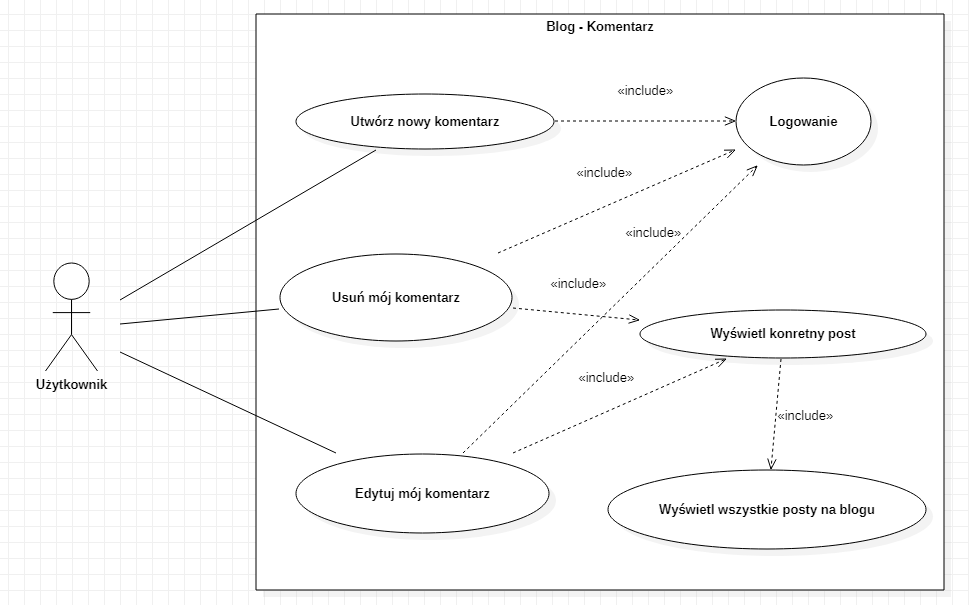 Blog - Komentarz
«include»
Utwórz nowy komentarz
Logowanie
«include»
«include»
«include»
Usuń mój komentarz
Wyświetl konretny post
«include»
Użytkownik
«include»
Edytuj mój komentarz
Wyświetl wszystkie posty na blogu